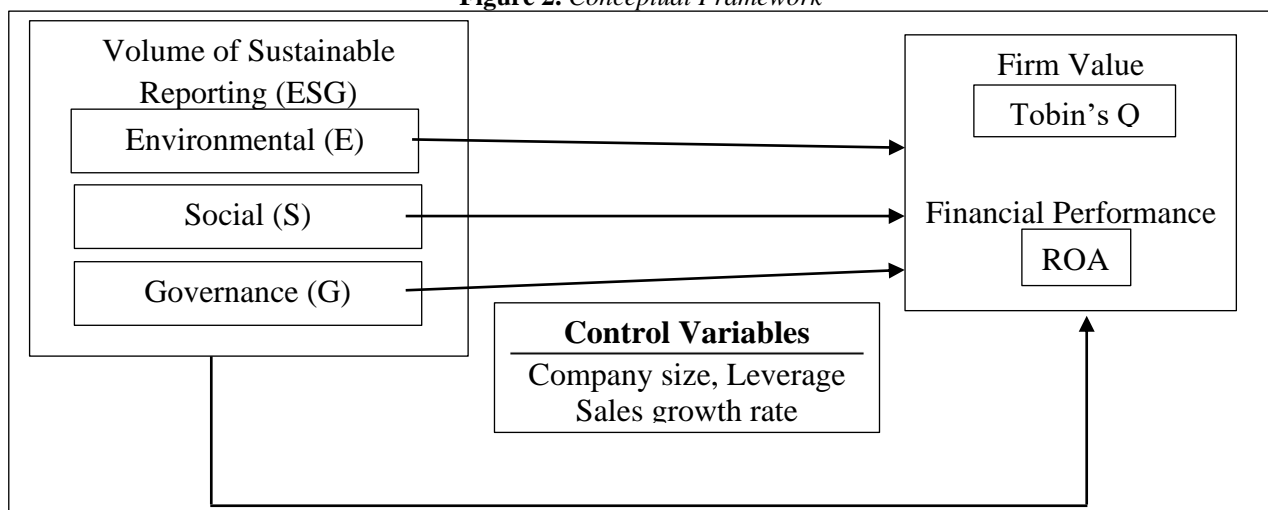 Figure 2. Conceptual Framework
Volume of Sustainable
Reporting (ESG)
Environmental (E)
Social (S)
Governance (G)
Firm Value
Tobin's Q
Financial Performance
ROA
Control Variables
Company size, Leverage
Sales growth rate